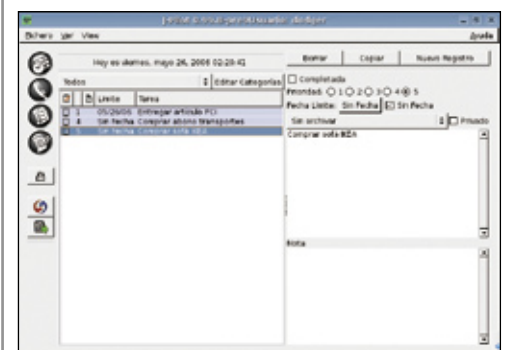 Fichero Ver View Ayuda
Hoy es viernes, mayo 26, 2006 02:20:41
Borrar Copiar Nuevo Registro
Todos Editar Categorías
Completada
Prioridad: 1 2 3 4 5
Fecha Límite: Sin Fecha Sin Fecha
Sin archivar Privado
Límite Tarea
1 05/26/06 Entregar artículo
4 Sin fecha Comprar abono transportes
5 Sin fecha Comprar sofá IKEA
Comprar sofá IKEA
Nota